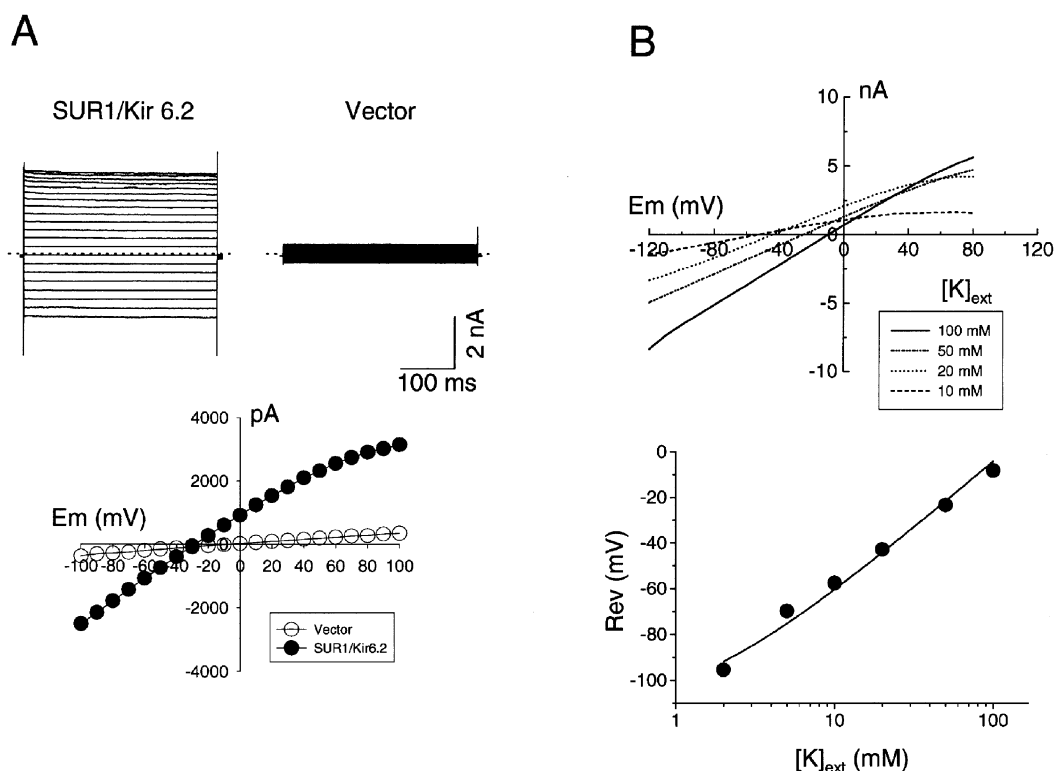 A
SUR1/Kir 6.2
Vector
2 nA
100 ms
pA
4000
2000
0
-2000
-4000
Em (mV)
-100 -80 -60 -40 -20 0 20 40 60 80 100
Vector
SUR1/Kir6.2
B
nA
10
5
0
-5
-10
Em (mV)
-120 -80 -40 0 40 80 120
[K]ext
100 mM
50 mM
20 mM
10 mM
Rev (mV)
0
-20
-40
-60
-80
-100
1 10 100
[K]ext (mM)